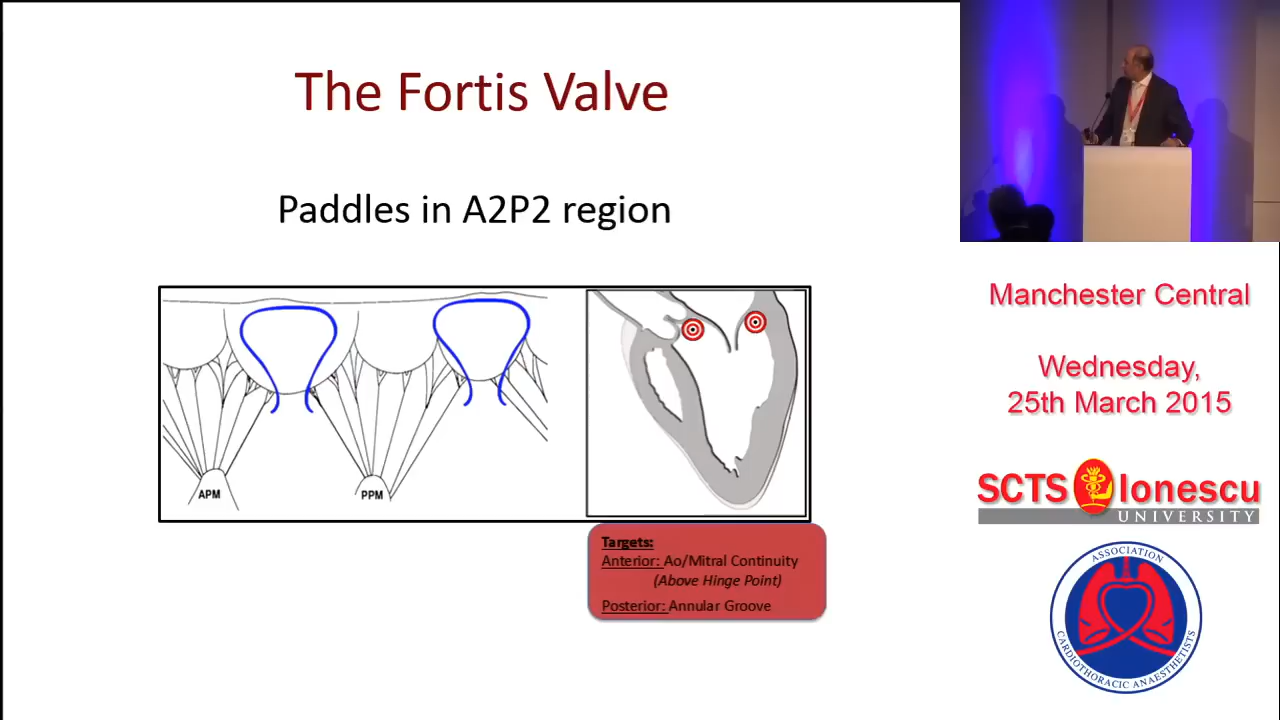 The Fortis Valve
Paddles in A2P2 region
APM
PPM
Targets:
Anterior: Ao/Mitral Continuity
(Above Hinge Point)
Posterior: Annular Groove
Manchester Central
Wednesday,
25th March 2015
SCTS Ionescu
UNIVERSITY
ASSOCIATION
CARDIOTHORACIC ANAESTHETISTS